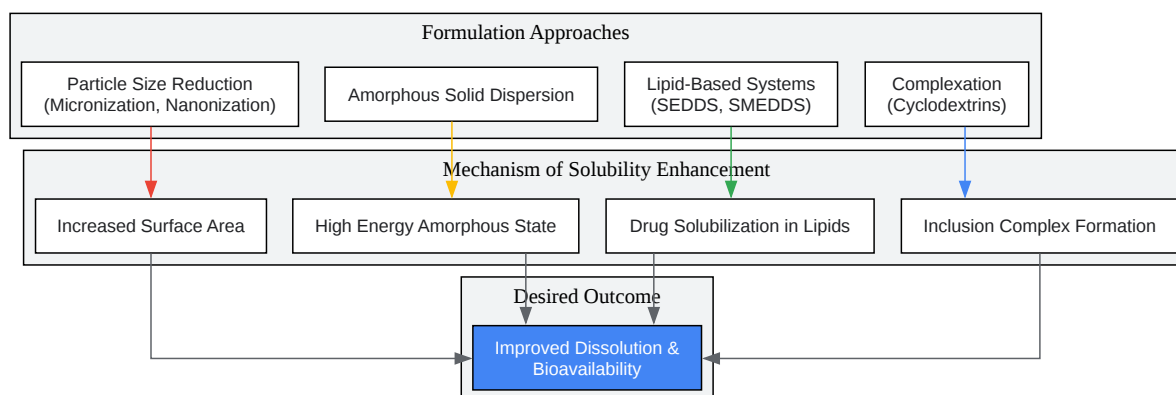 Formulation Approaches
Particle Size Reduction
(Micronization, Nanonization)
Amorphous Solid Dispersion
Lipid-Based Systems
(SEDDS, SMEDDS)
Complexation
(Cyclodextrins)
Mechanism of Solubility Enhancement
Increased Surface Area
High Energy Amorphous State
Drug Solubilization in Lipids
Inclusion Complex Formation
Desired Outcome
Improved Dissolution &
Bioavailability